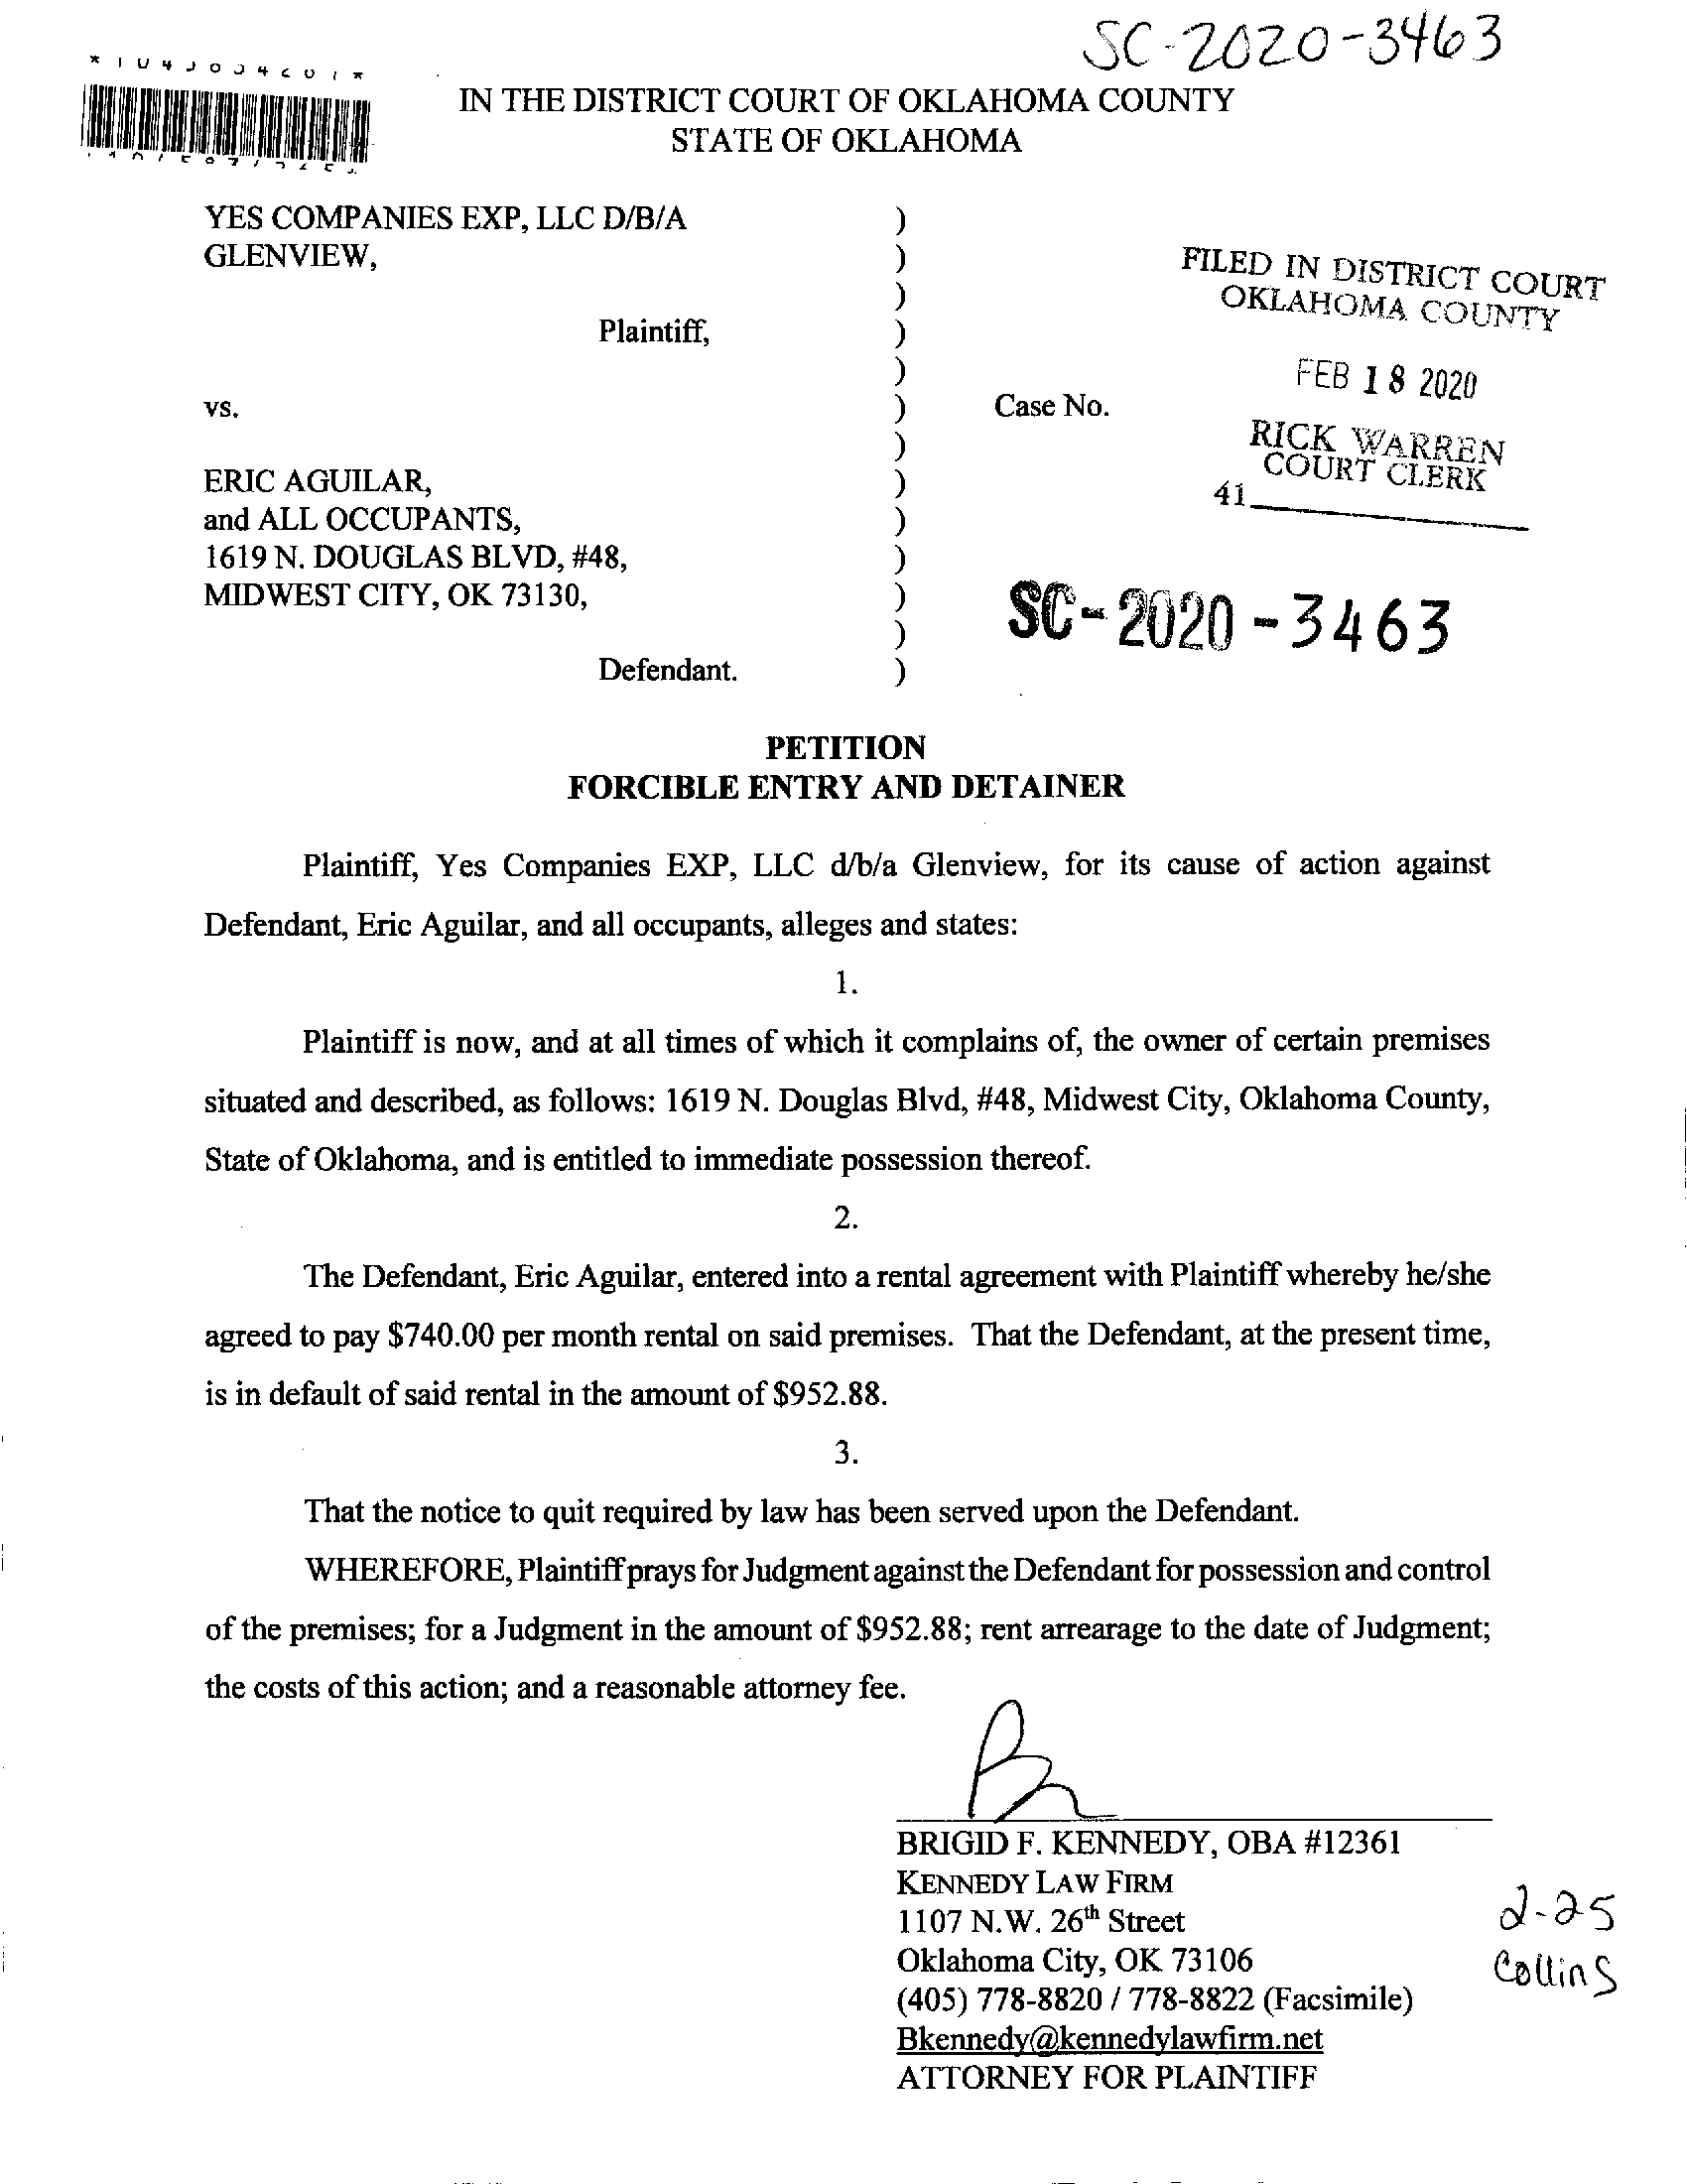 SC-2020-3463
IN THE DISTRICT COURT OF OKLAHOMA COUNTY
STATE OF OKLAHOMA
YES COMPANIES EXP, LLC D/B/A )
GLENVIEW, )
)
Plaintiff, )
)
vs. ) Case No.
)
ERIC AGUILAR, )
and ALL OCCUPANTS, )
1619 N. DOUGLAS BLVD, #48, )
MIDWEST CITY, OK 73130, )
)
Defendant. )
FILED IN DISTRICT COURT
OKLAHOMA COUNTY
FEB 18 2020
RICK WARREN
COURT CLERK
41
SC-2020-3463
PETITION
FORCIBLE ENTRY AND DETAINER
Plaintiff, Yes Companies EXP, LLC d/b/a Glenview, for its cause of action against
Defendant, Eric Aguilar, and all occupants, alleges and states:
1.
Plaintiff is now, and at all times of which it complains of, the owner of certain premises
situated and described, as follows: 1619 N. Douglas Blvd, #48, Midwest City, Oklahoma County,
State of Oklahoma, and is entitled to immediate possession thereof.
2.
The Defendant, Eric Aguilar, entered into a rental agreement with Plaintiff whereby he/she
agreed to pay $740.00 per month rental on said premises. That the Defendant, at the present time,
is in default of said rental in the amount of $952.88.
3.
That the notice to quit required by law has been served upon the Defendant.
WHEREFORE, Plaintiff prays for Judgment against the Defendant for possession and control
of the premises; for a Judgment in the amount of $952.88; rent arrearage to the date of Judgment;
the costs of this action; and a reasonable attorney fee.
BRIGID F. KENNEDY, OBA #12361
KENNEDY LAW FIRM
1107 N.W. 26th Street
Oklahoma City, OK 73106
(405) 778-8820 / 778-8822 (Facsimile)
Bkennedy@kennedylawfirm.net
ATTORNEY FOR PLAINTIFF
2-25
Collins